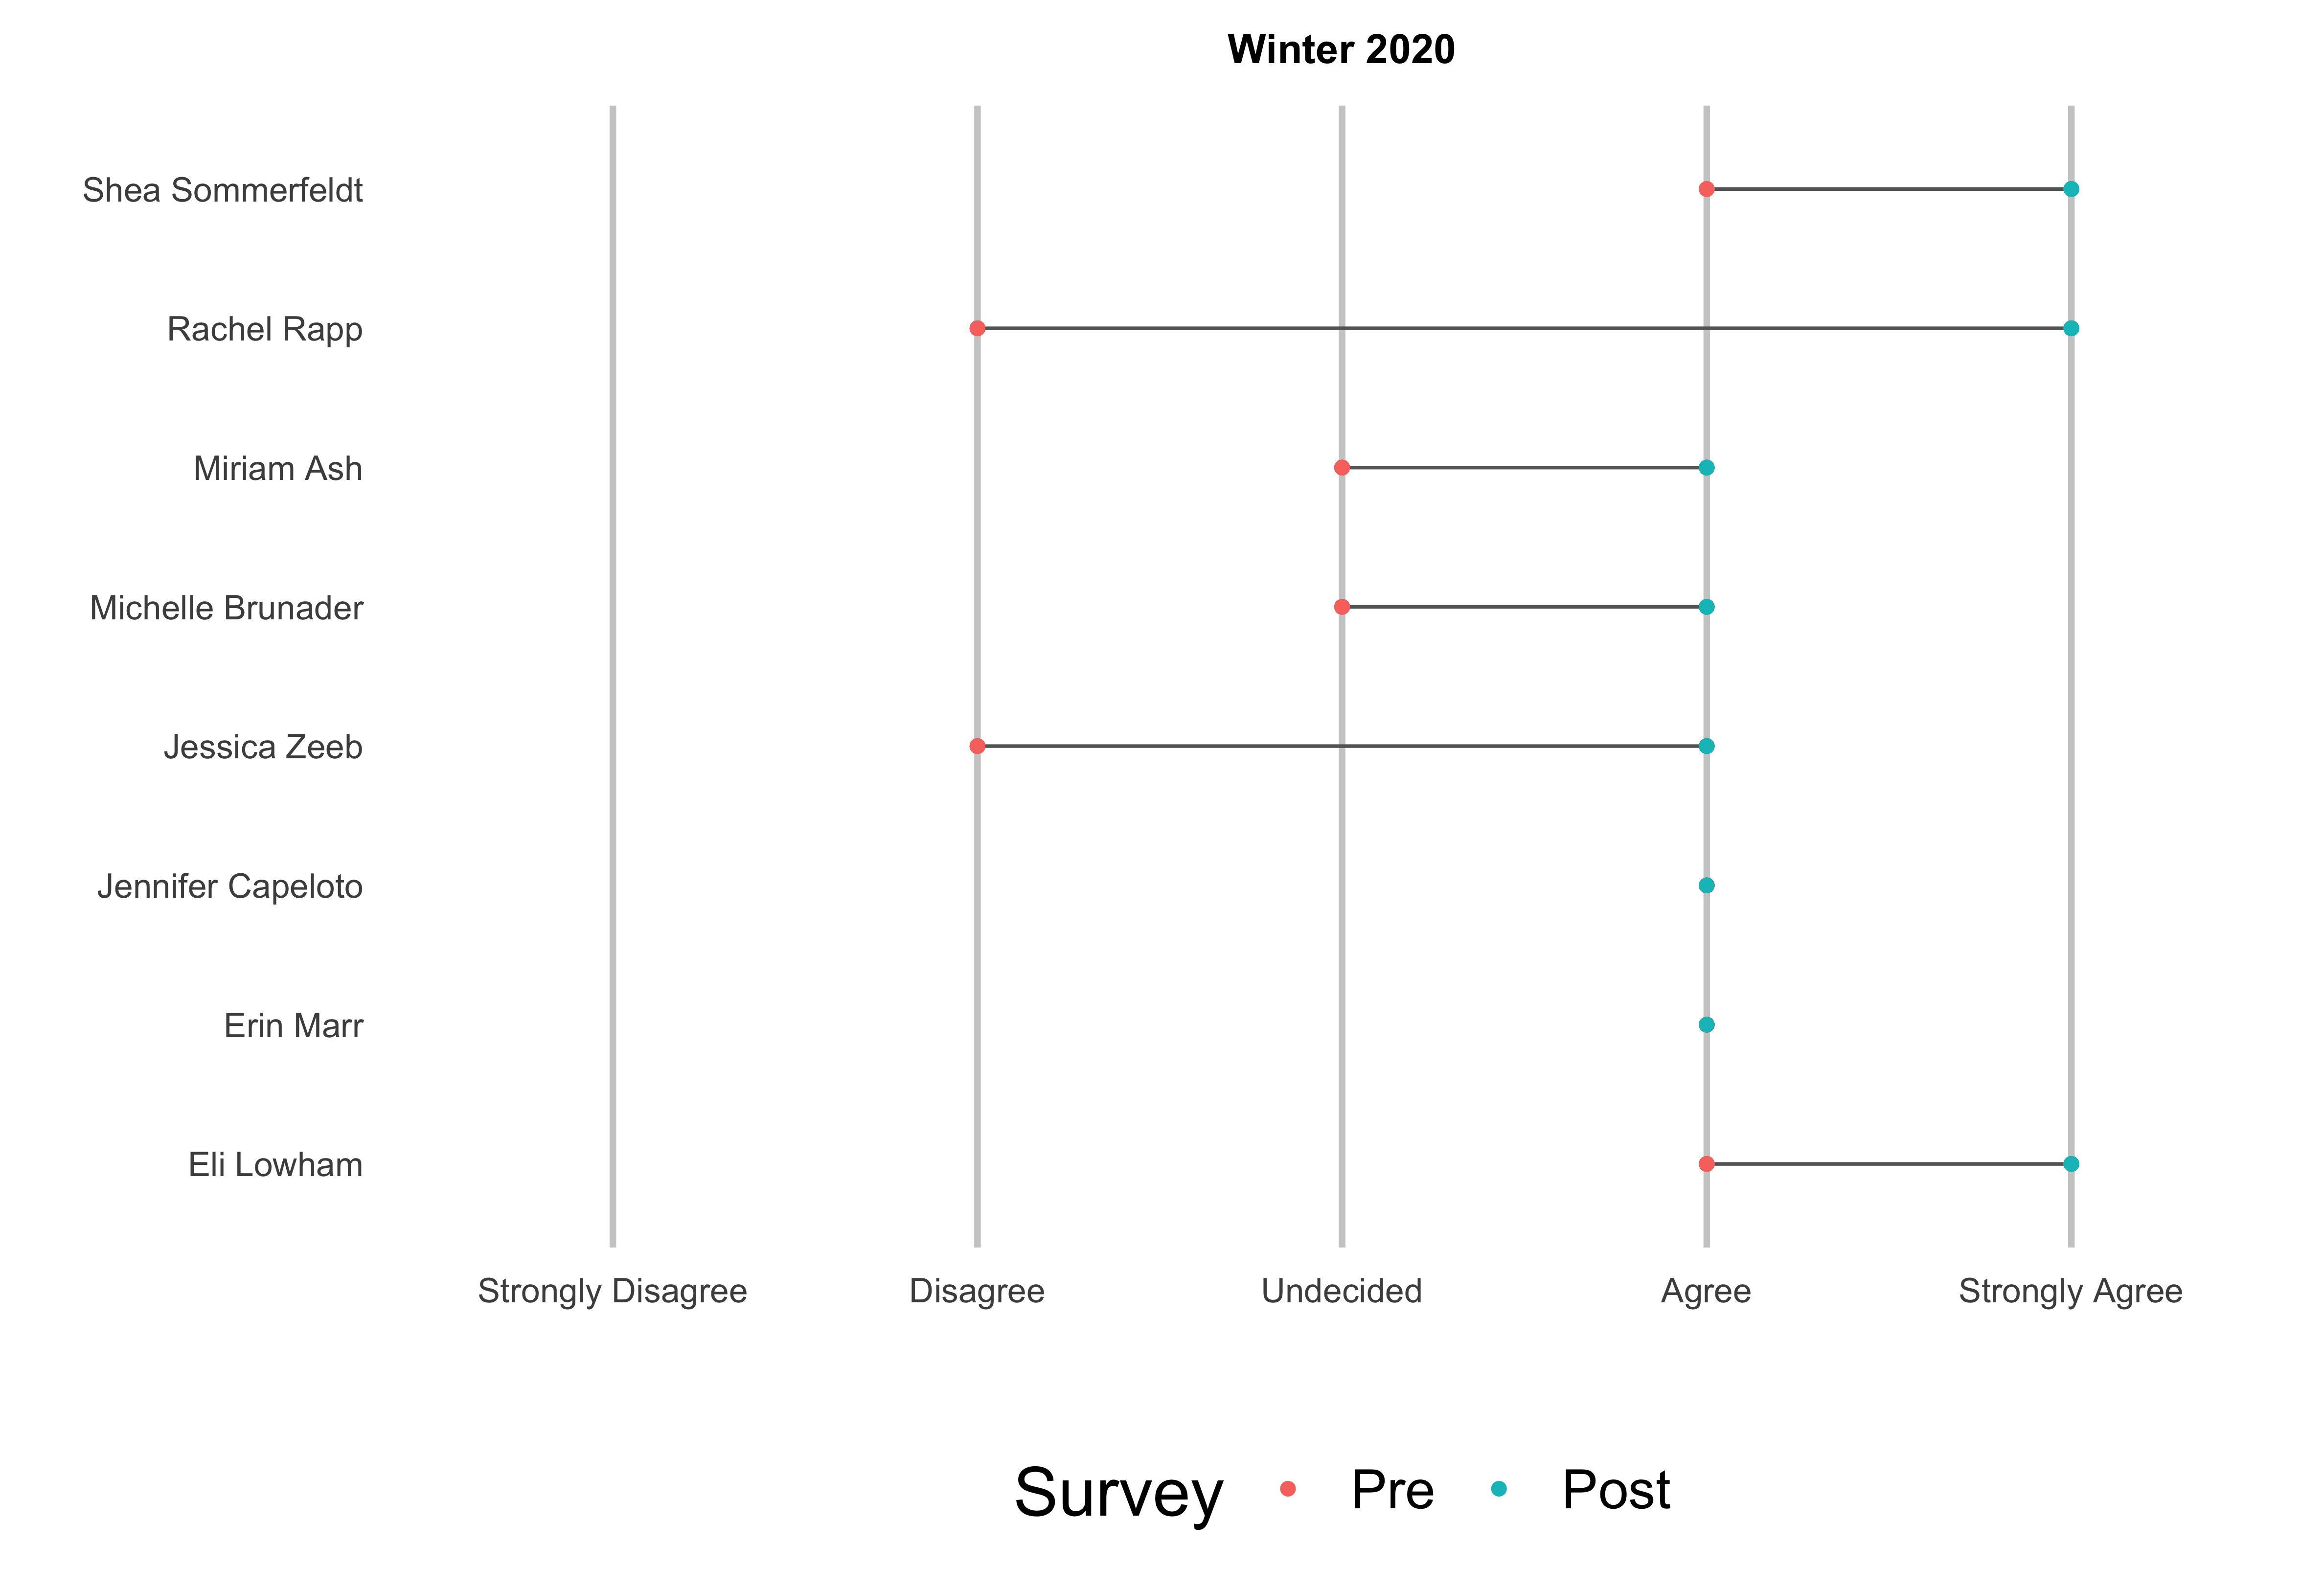 Winter 2020
Shea Sommerfeldt
Rachel Rapp
Miriam Ash
Michelle Brunader
Jessica Zeeb
Jennifer Capeloto
Erin Marr
Eli Lowham
Strongly Disagree Disagree Undecided Agree Strongly Agree
Survey Pre Post